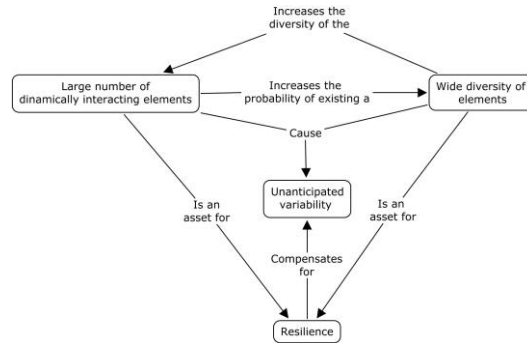 Increases the
diversity of the
Large number of
dinamically interacting elements
Increases the
probability of existing a
Wide diversity of
elements
Cause
Unanticipated
variability
Is an
asset for
Is an
asset for
Compensates
for
Resilience